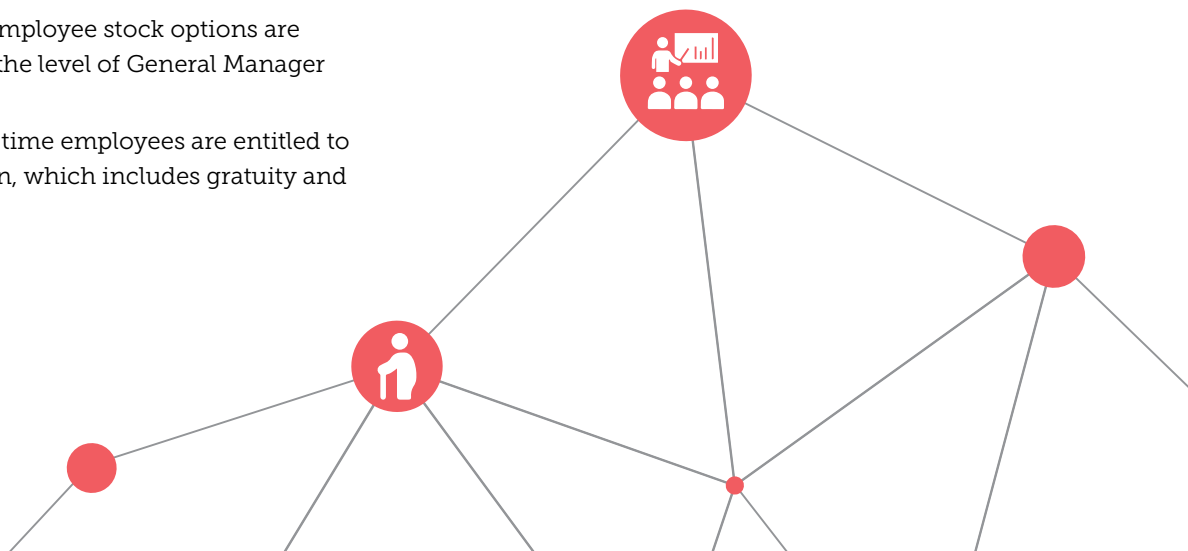 mployee stock options are
the level of General Manager
time employees are entitled to
n, which includes gratuity and